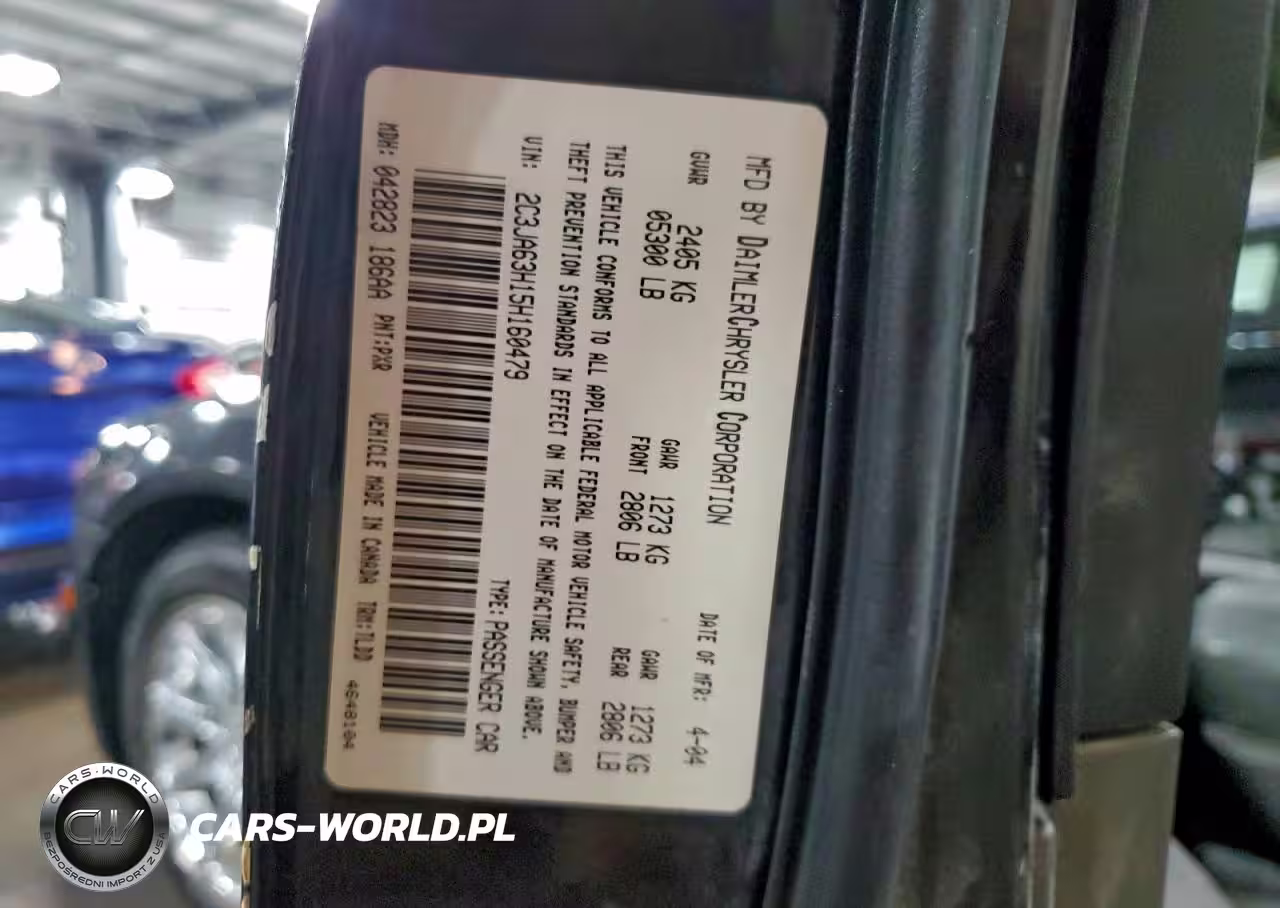 MFD BY DAIMLERCHRYSLER CORPORATION
DATE OF MFR: 4-04
GVWR 2405 KG
05300 LB
GAWR 1273 KG
FRONT 2806 LB
GAWR 1273 KG
REAR 2806 LB
THIS VEHICLE CONFORMS TO ALL APPLICABLE FEDERAL MOTOR VEHICLE SAFETY, BUMPER AND
THEFT PREVENTION STANDARDS IN EFFECT ON THE DATE OF MANUFACTURE SHOWN ABOVE.
VIN: 2C3JA63H15H160479
TYPE: PASSENGER CAR
MDH: 042823 186AA PNT:PXR VEHICLE MADE IN CANADA TRM:TLDD 4648104
CARS-WORLD
CW
BEZPOŚREDNI IMPORT Z USA
CARS-WORLD.PL